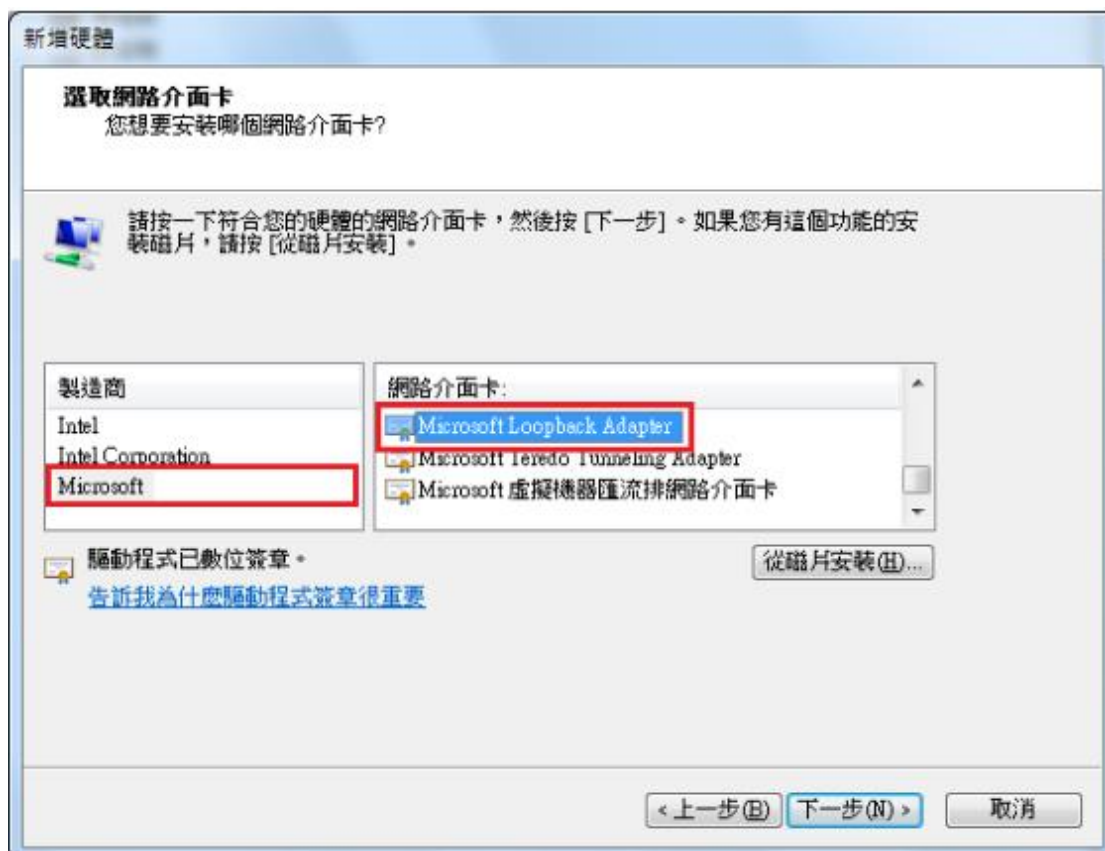 新增硬體
選取網路介面卡
您想要安裝哪個網路介面卡?
請按一下符合您的硬體的網路介面卡，然後按 [下一步]。如果您有這個功能的安
裝磁片，請按 [從磁片安裝]。
製造商
Intel
Intel Corporation
Microsoft
網路介面卡:
Microsoft Loopback Adapter
Microsoft Teredo Tunneling Adapter
Microsoft 虛擬機器匯流排網路介面卡
驅動程式已數位簽章。
告訴我為什麼驅動程式簽章很重要
從磁片安裝(H)...
<上一步(B)
下一步(N)>
取消